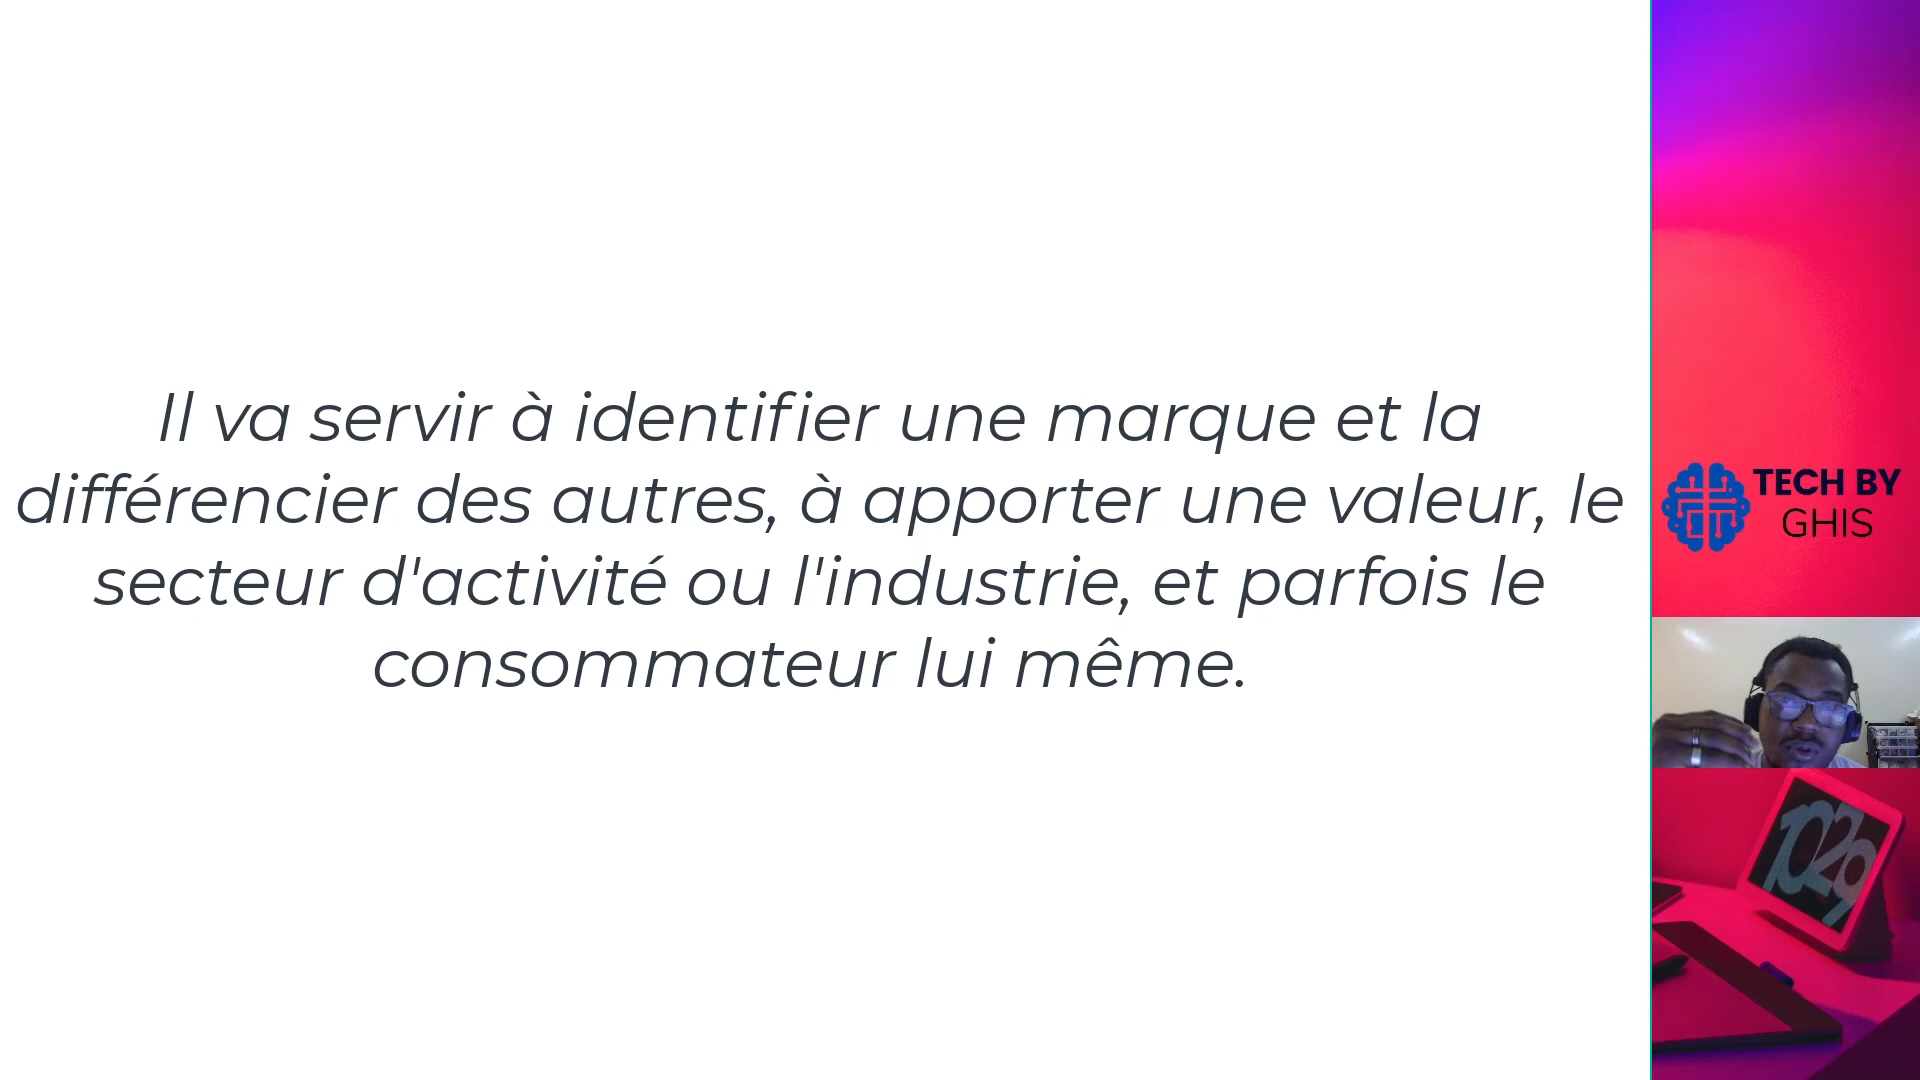 Il va servir à identifier une marque et la
différencier des autres, à apporter une valeur, le
secteur d'activité ou l'industrie, et parfois le
consommateur lui même.
TECH BY
GHIS
1029